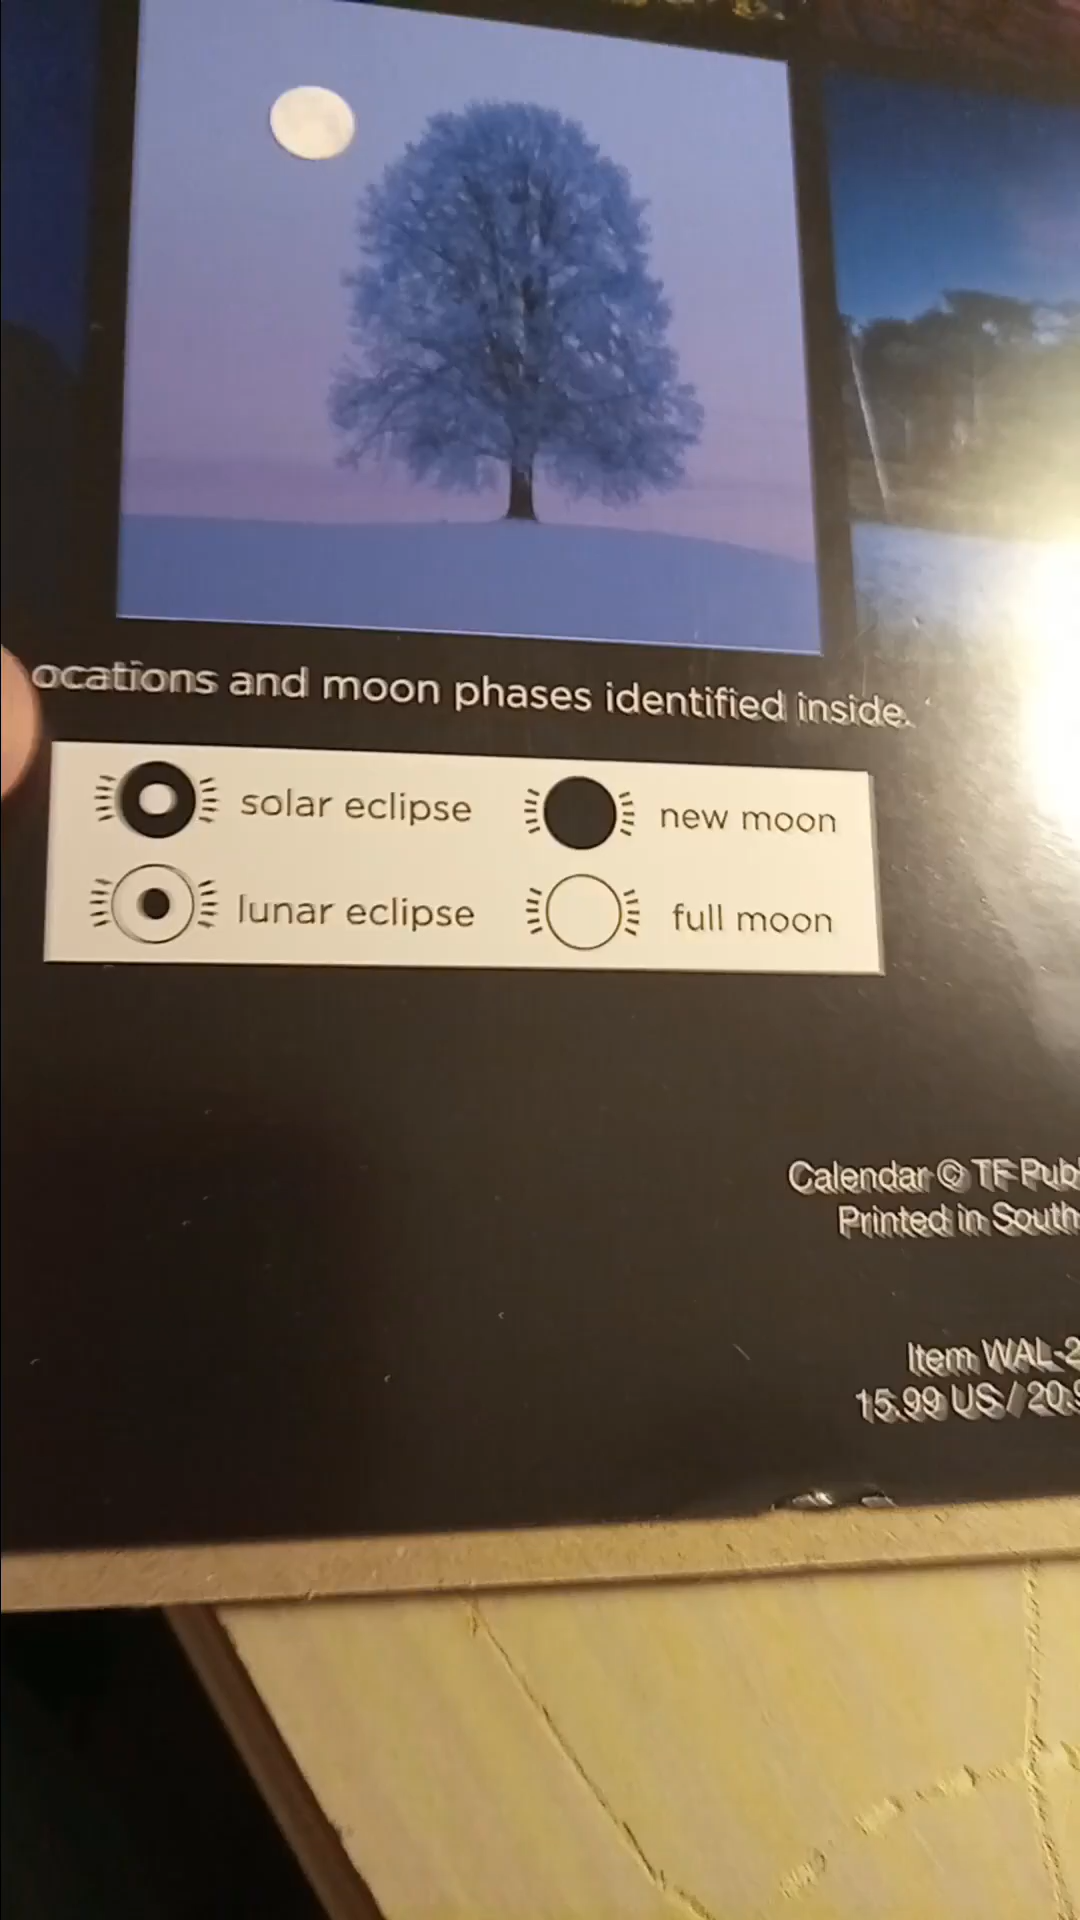 ocations and moon phases identified inside.
solar eclipse
new moon
lunar eclipse
full moon
Calendar © TF Pub
Printed in South
Item WAL-2
15.99 US / 20.9